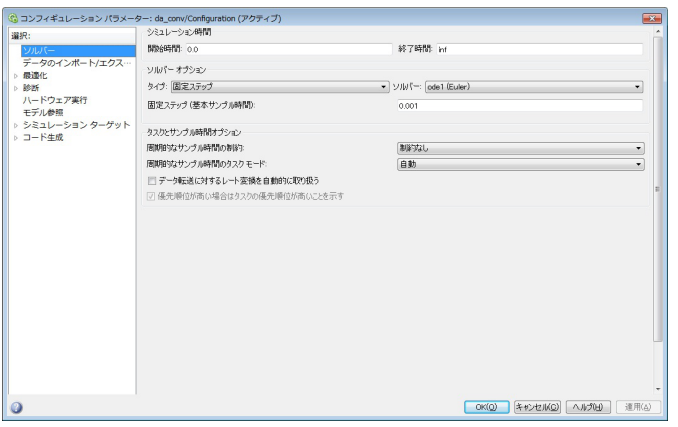 コンフィギュレーション パラメーター: da_conv/Configuration (アクティブ)
選択:
ソルバー
データのインポート/エクス…
最適化
診断
ハードウェア実行
モデル参照
シミュレーション ターゲット
コード生成
シミュレーション時間
開始時間: 0.0
終了時間: inf
ソルバー オプション
タイプ: 固定ステップ
ソルバー: ode1 (Euler)
固定ステップ (基本サンプル時間):
0.001
タスクとサンプル時間オプション
周期的なサンプル時間の制約: 制約なし
周期的なサンプル時間のタスク モード: 自動
データ転送に対するレート変換を自動的に取り扱う
優先順位が高い場合はタスクの優先順位が高いことを示す
OK(O) キャンセル(C) ヘルプ(H) 適用(A)